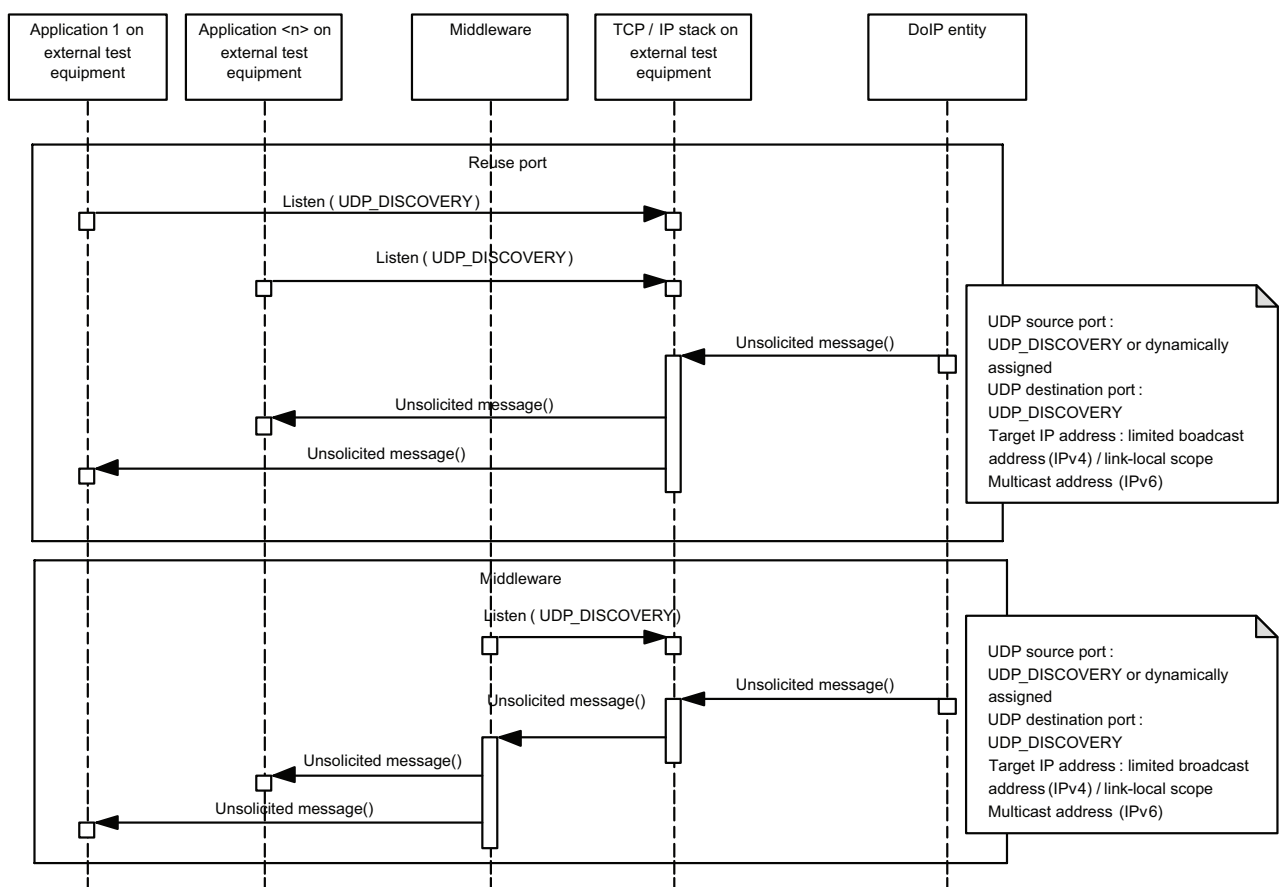 Application 1 on
external test
equipment
Application <n> on
external test
equipment
Middleware
TCP / IP stack on
external test
equipment
DoIP entity
Reuse port
Listen ( UDP_DISCOVERY)
Listen ( UDP_DISCOVERY)
Unsolicited message()
Unsolicited message()
Unsolicited message()
UDP source port :
UDP_DISCOVERY or dynamically
assigned
UDP destination port :
UDP_DISCOVERY
Target IP address : limited boadcast
address (IPv4) / link-local scope
Multicast address (IPv6)
Middleware
Listen ( UDP_DISCOVERY)
Unsolicited message()
Unsolicited message()
Unsolicited message()
Unsolicited message()
UDP source port :
UDP_DISCOVERY or dynamically
assigned
UDP destination port :
UDP_DISCOVERY
Target IP address : limited broadcast
address (IPv4) / link-local scope
Multicast address (IPv6)